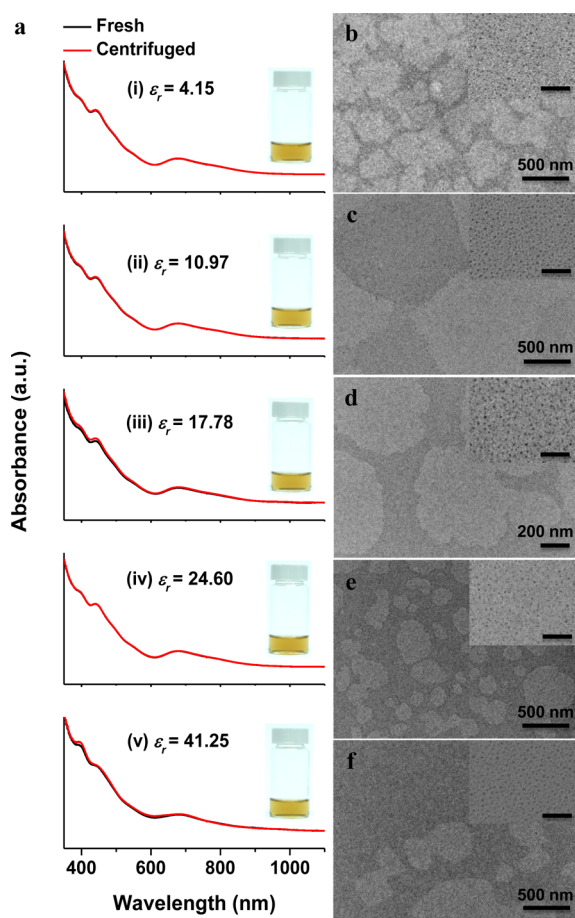 a
Fresh
Centrifuged
(i) εr = 4.15
(ii) εr = 10.97
(iii) εr = 17.78
(iv) εr = 24.60
(v) εr = 41.25
Absorbance (a.u.)
400 600 800 1000
Wavelength (nm)
b
500 nm
c
500 nm
d
200 nm
e
500 nm
f
500 nm